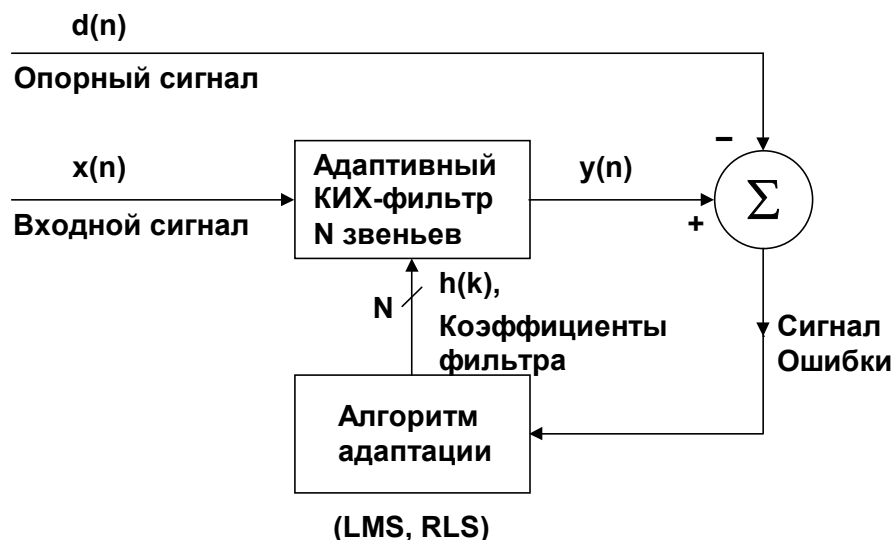 d(n)
Опорный сигнал
–
x(n)
Адаптивный
КИХ-фильтр
N звеньев
y(n)
Σ
+
Входной сигнал
N
h(k),
Коэффициенты
фильтра
Сигнал
Ошибки
Алгоритм
адаптации
(LMS, RLS)